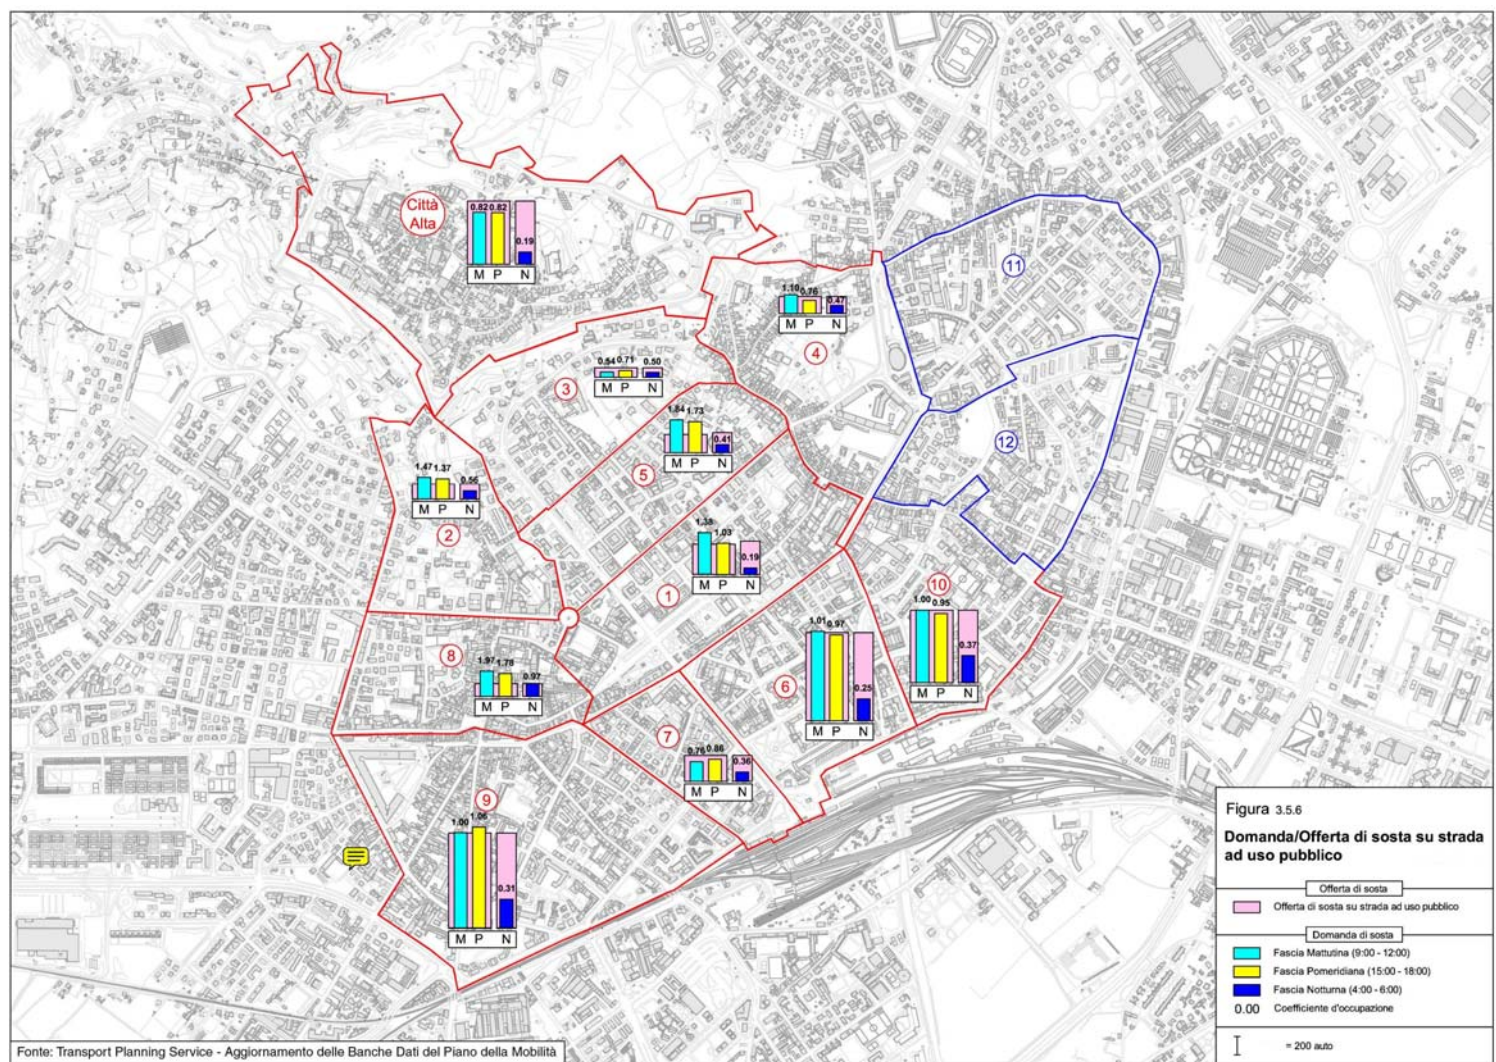 Città
Alta
0.82 0.82
0.19
M P N
11
1.10 0.76 0.47
M P N
4
0.54 0.71 0.50
M P N
3
1.84 1.73
0.41
M P N
5
12
1.47 1.37
0.56
M P N
2
1.38
1.03
0.19
M P N
1
10
1.00 0.95
0.37
M P N
1.01 0.97
0.25
M P N
6
8
1.97 1.78 0.97
M P N
7
0.76 0.86 0.36
M P N
9
1.00 1.06
0.31
M P N
Figura 3.5.6
Domanda/Offerta di sosta su strada
ad uso pubblico
Offerta di sosta
Offerta di sosta su strada ad uso pubblico
Domanda di sosta
Fascia Mattutina (9:00 - 12:00)
Fascia Pomeridiana (15:00 - 18:00)
Fascia Notturna (4:00 - 6:00)
0.00 Coefficiente d'occupazione
= 200 auto
Fonte: Transport Planning Service - Aggiornamento delle Banche Dati del Piano della Mobilità